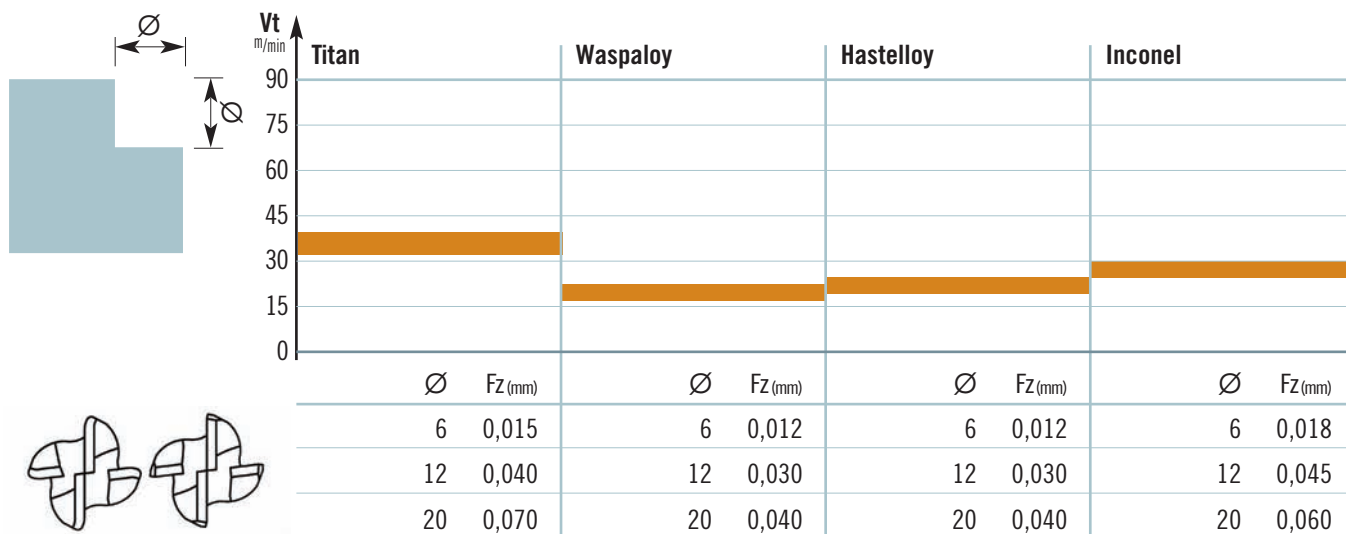 Ø
Ø
Vt
m/min
Titan Waspaloy Hastelloy Inconel
90
75
60
45
30
15
0
Ø Fz(mm) Ø Fz(mm) Ø Fz(mm) Ø Fz(mm)
6 0,015 6 0,012 6 0,012 6 0,018
12 0,040 12 0,030 12 0,030 12 0,045
20 0,070 20 0,040 20 0,040 20 0,060